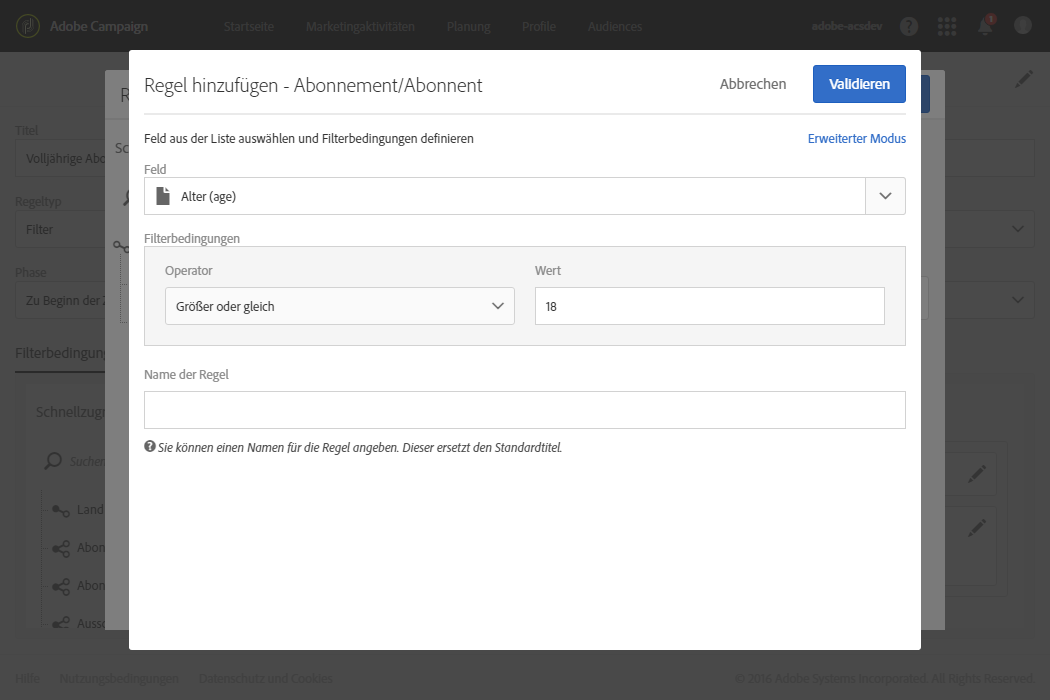 Adobe Campaign Startseite Marketingaktivitäten Planung Profile Audiences adobe-acsdev ? 1
Regel hinzufügen - Abonnement/Abonnent Abbrechen Validieren
Feld aus der Liste auswählen und Filterbedingungen definieren Erweiterter Modus
Titel
Volljährige Abo
Feld
Alter (age)
Regeltyp
Filter
Filterbedingungen
Operator Wert
Phase
Zu Beginn der Z
Größer oder gleich 18
Filterbedingung
Name der Regel
Schnellzugr
Sie können einen Namen für die Regel angeben. Dieser ersetzt den Standardtitel.
Suchen
Land
Abon
Abon
Aussc
Hilfe Nutzungsbedingungen Datenschutz und Cookies © 2016 Adobe Systems Incorporated. All Rights Reserved.